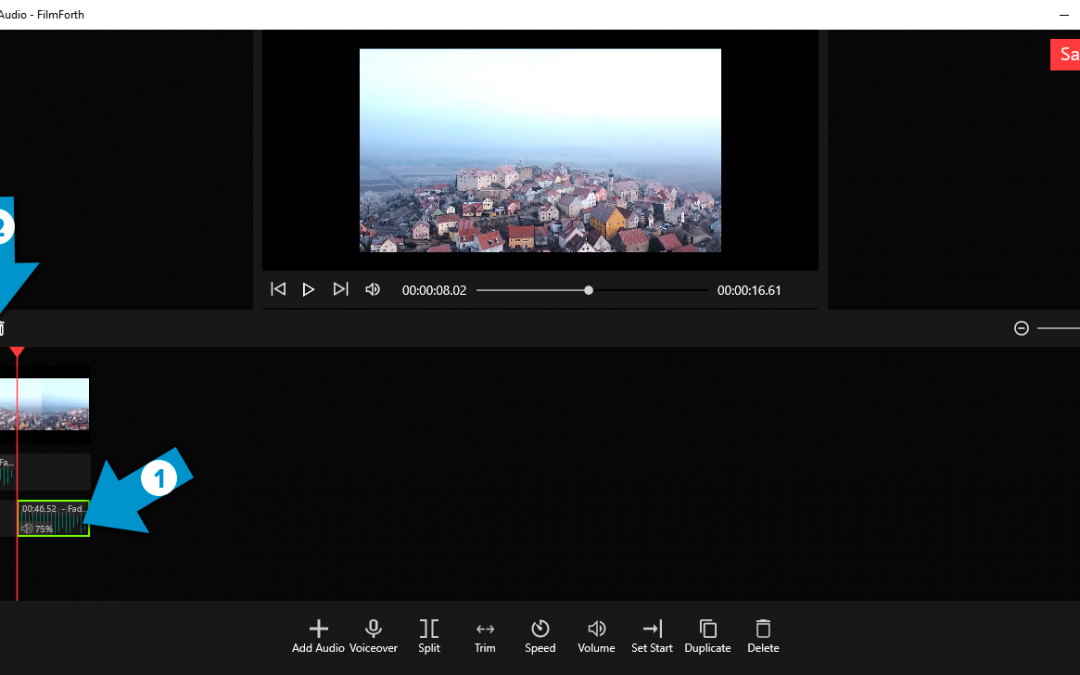 Audio - FilmForth
Sa
2
00:00:08.02
00:00:16.61
Fa...
1
00:46.52 - Fad...
75%
Add Audio
Voiceover
Split
Trim
Speed
Volume
Set Start
Duplicate
Delete